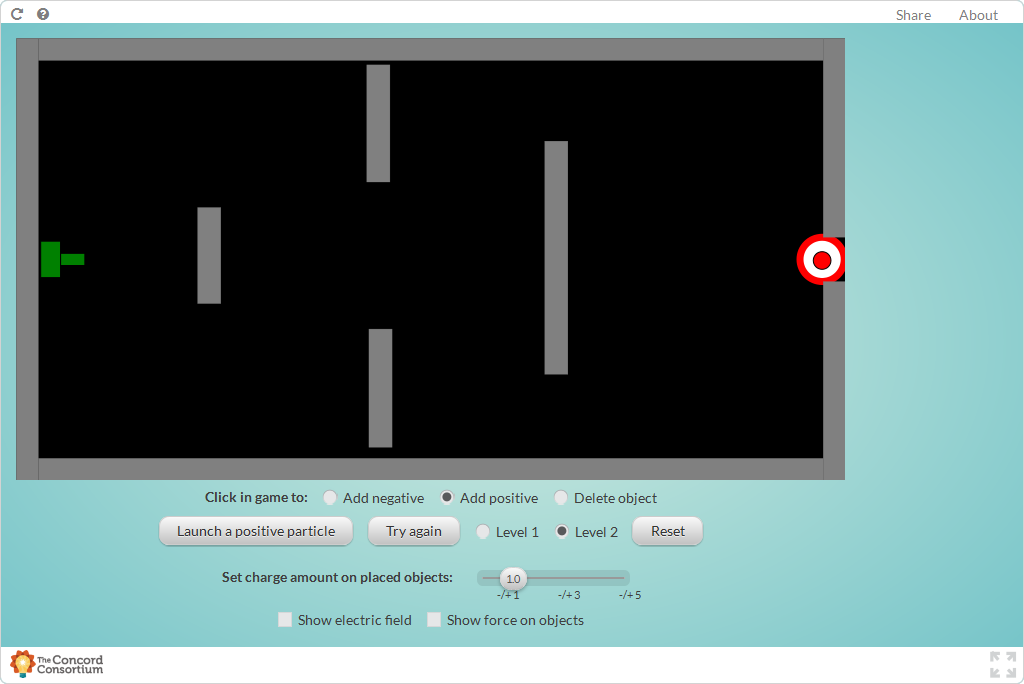 Share About
Click in game to: Add negative Add positive Delete object
Launch a positive particle Try again Level 1 Level 2 Reset
Set charge amount on placed objects: 1.0
-/+1 -/+3 -/+5
Show electric field Show force on objects
The Concord
Consortium